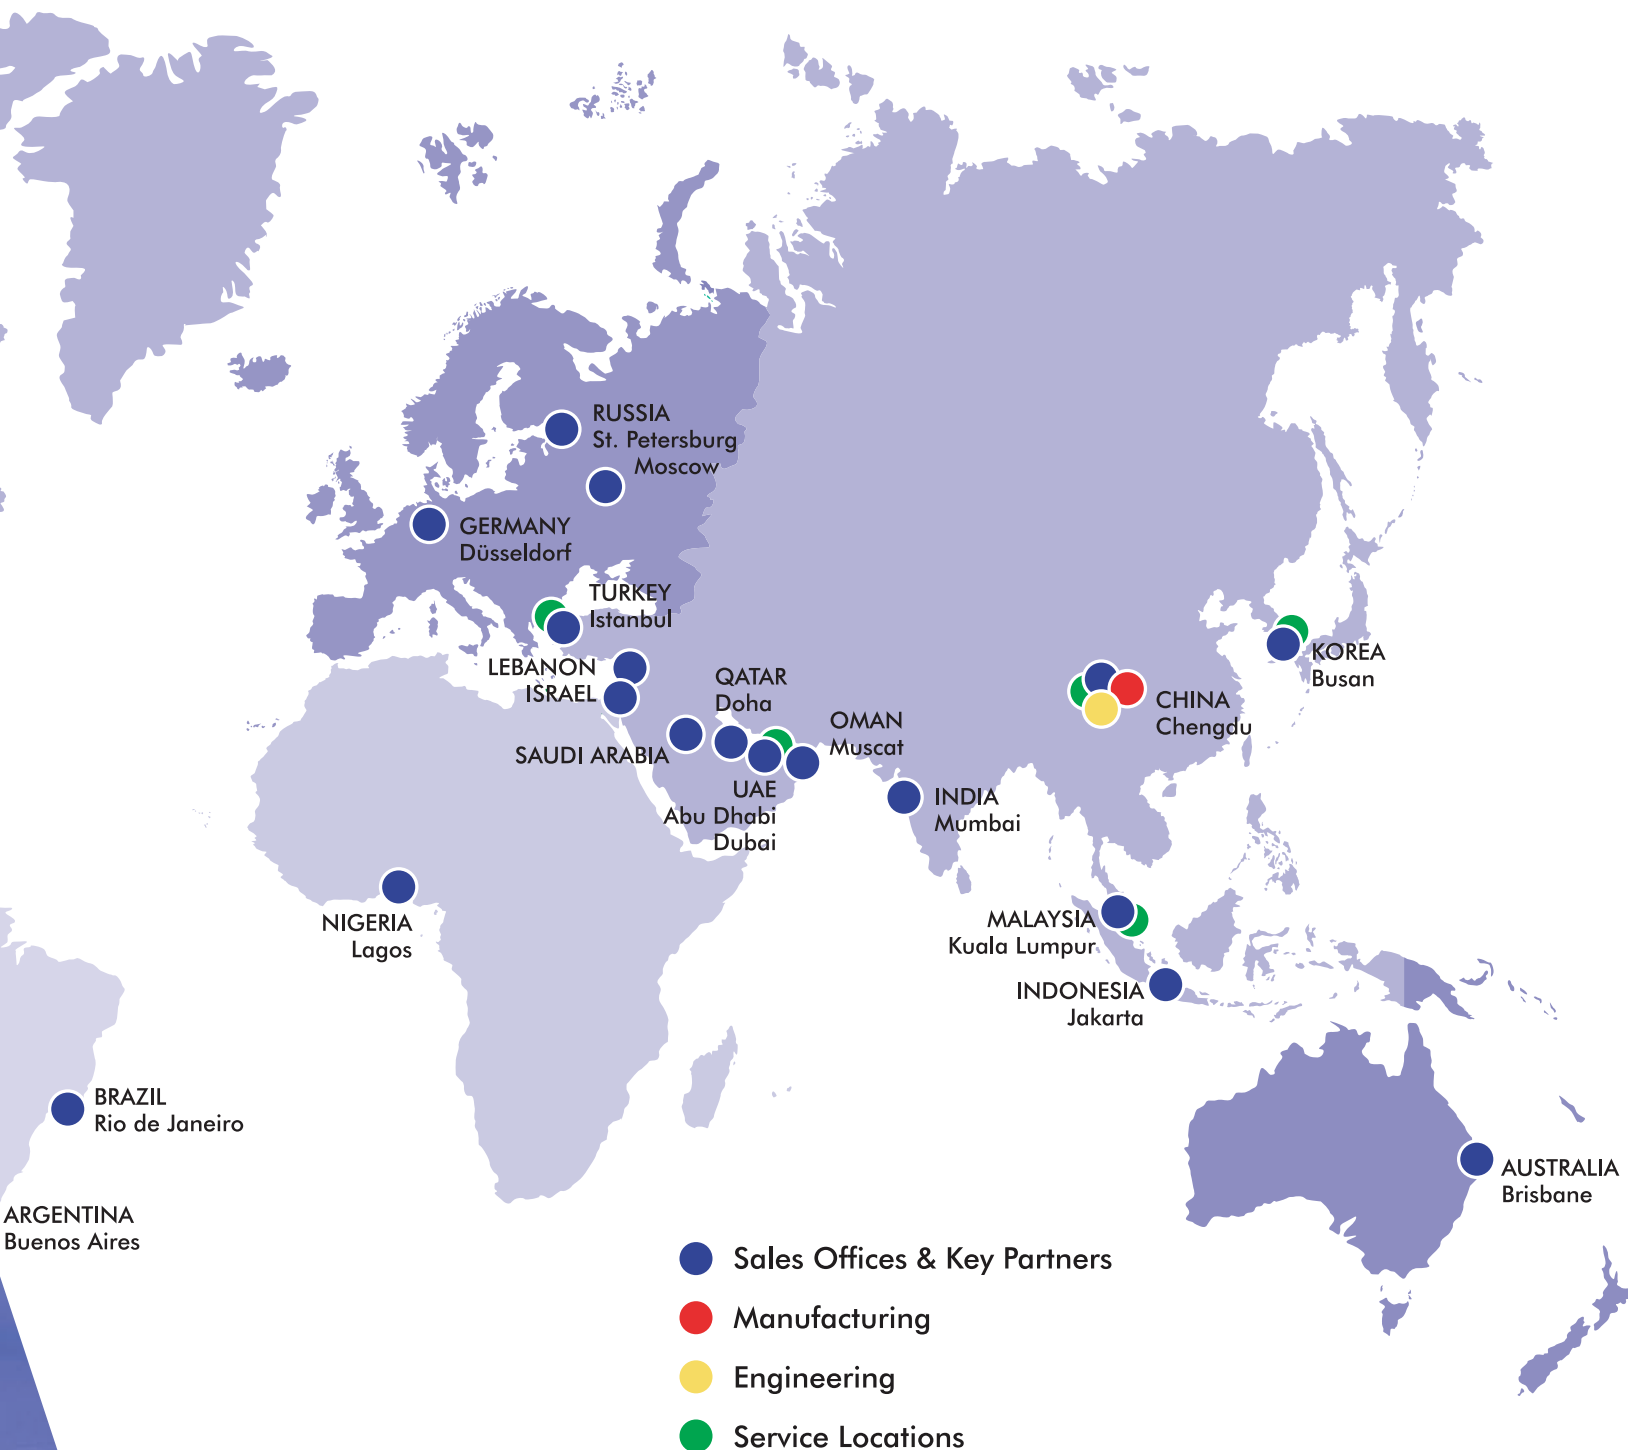 RUSSIA
St. Petersburg
Moscow
GERMANY
Düsseldorf
TURKEY
Istanbul
LEBANON
ISRAEL
QATAR
Doha
SAUDI ARABIA
OMAN
Muscat
UAE
Abu Dhabi
Dubai
KOREA
Busan
CHINA
Chengdu
INDIA
Mumbai
NIGERIA
Lagos
MALAYSIA
Kuala Lumpur
INDONESIA
Jakarta
BRAZIL
Rio de Janeiro
AUSTRALIA
Brisbane
ARGENTINA
Buenos Aires
Sales Offices & Key Partners
Manufacturing
Engineering
Service Locations